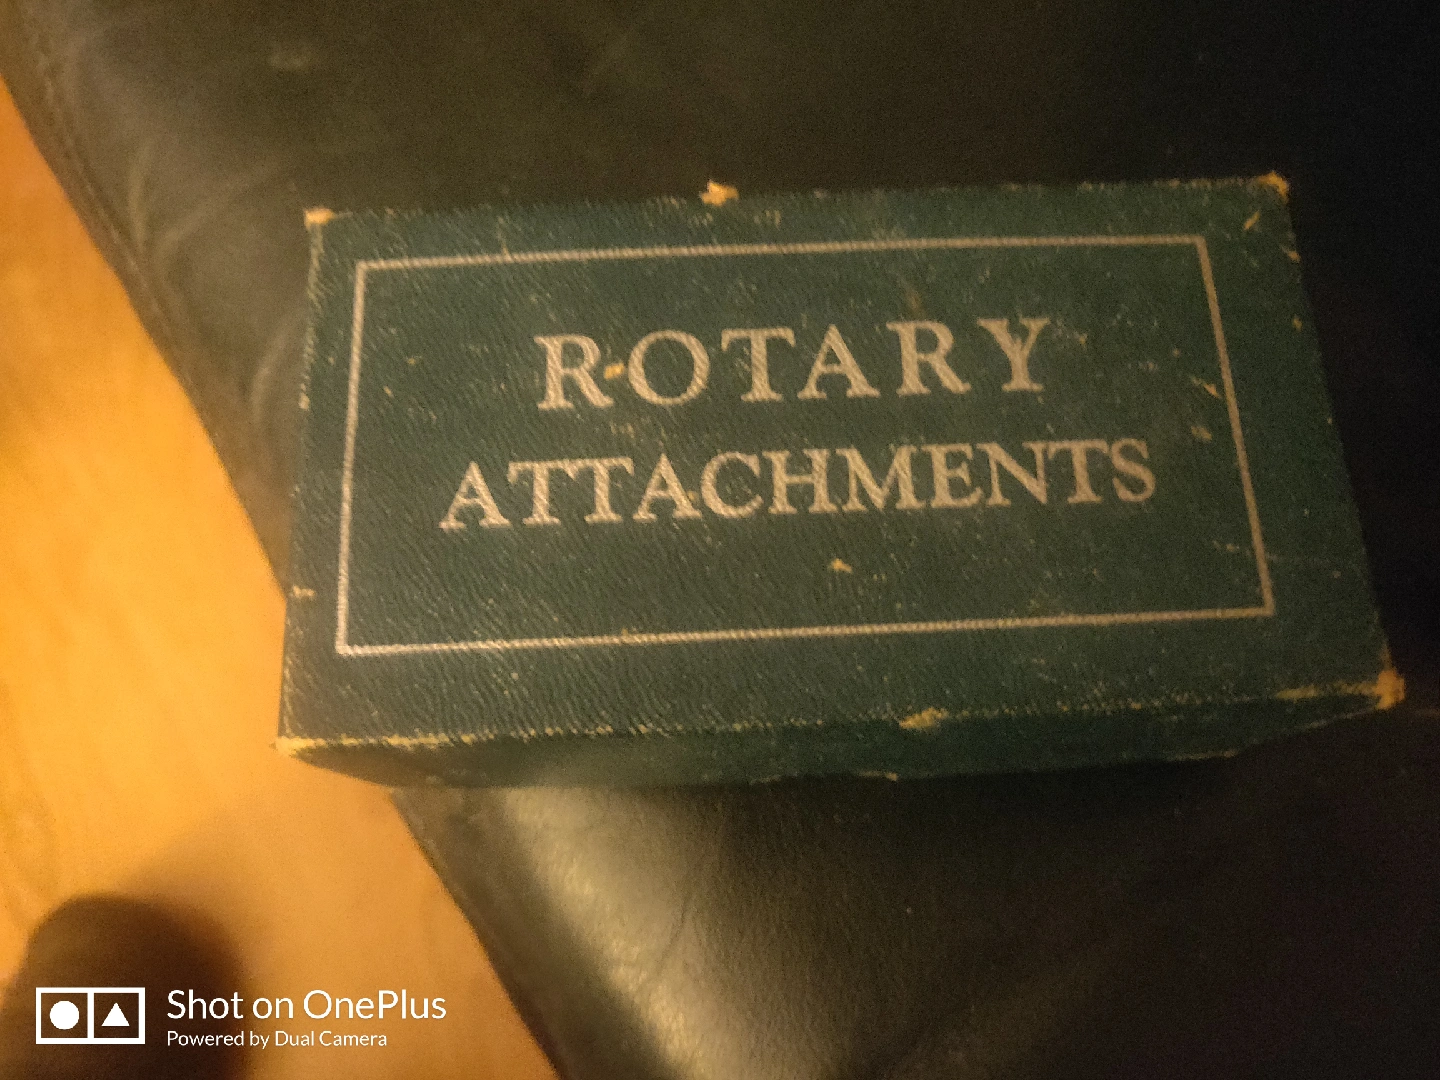 ROTARY
ATTACHMENTS
Shot on OnePlus
Powered by Dual Camera